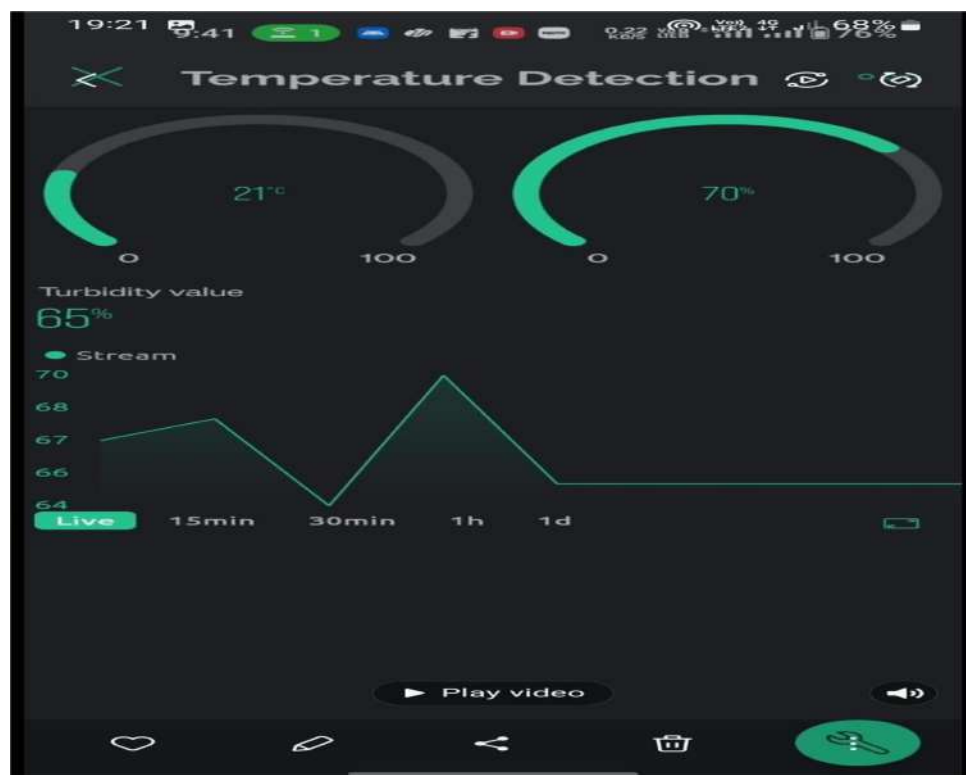 19:21 9:41 1 68%
Temperature Detection
21°C 70%
0 100 0 100
Turbidity value
65%
Stream
70
68
67
66
64
Live 15min 30min 1h 1d
Play video